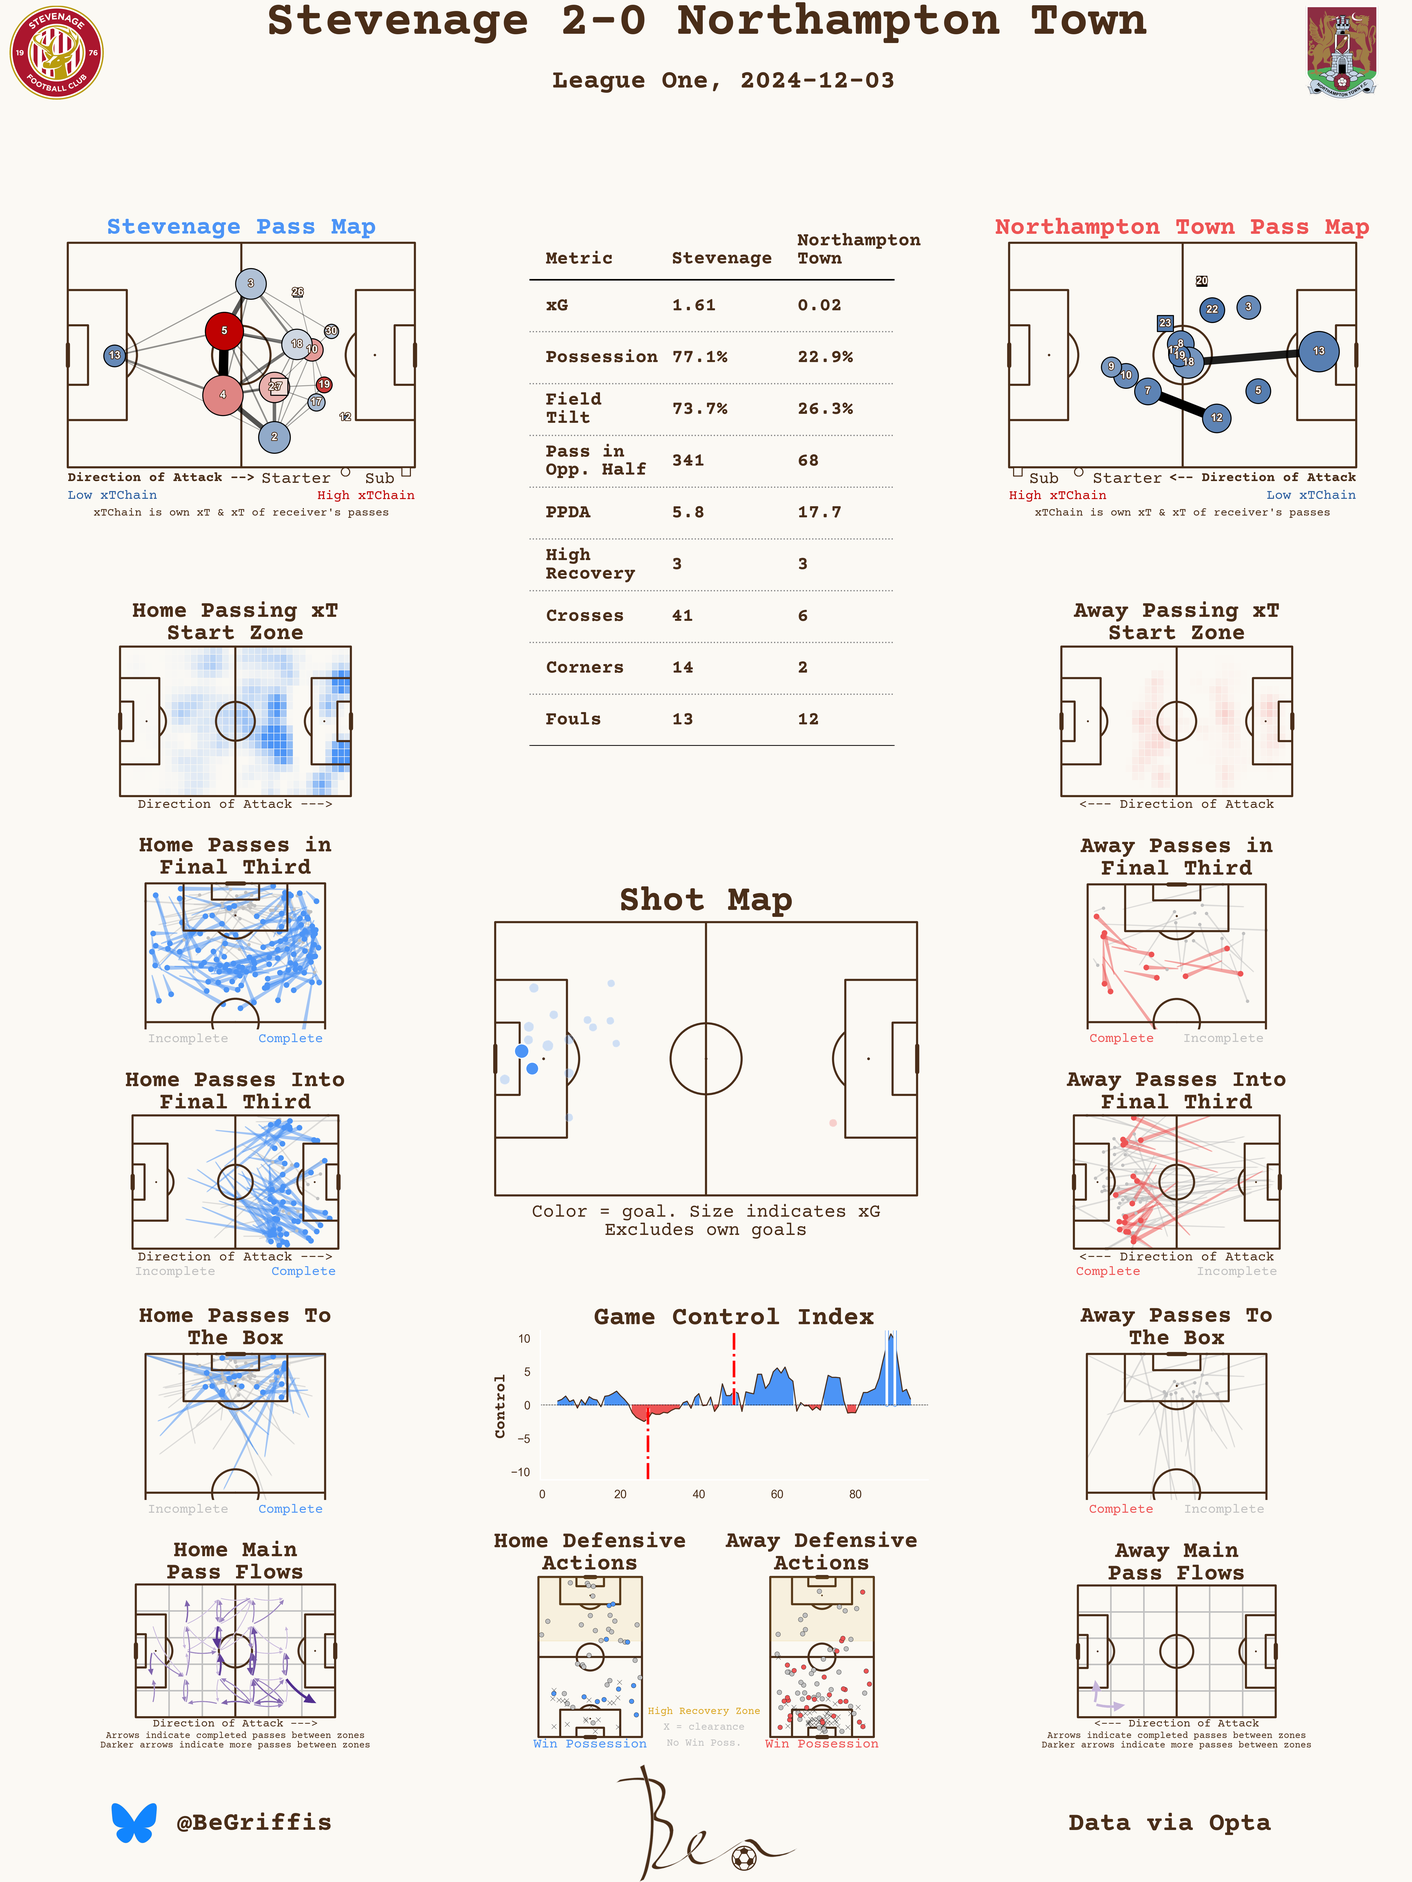 Stevenage 2-0 Northampton Town
League One, 2024-12-03
STEVENAGE
19 76
FOOTBALL CLUB
NORTHAMPTON TOWN F.C.
Stevenage Pass Map
13 3 5 4 2 18 10 26 30 19 17 12
Direction of Attack --> Starter Sub
Low xTChain High xTChain
xTChain is own xT & xT of receiver's passes
Metric Stevenage Northampton Town
xG 1.61 0.02
Possession 77.1% 22.9%
Field Tilt 73.7% 26.3%
Pass in Opp. Half 341 68
PPDA 5.8 17.7
High Recovery 3 3
Crosses 41 6
Corners 14 2
Fouls 13 12
Northampton Town Pass Map
20 22 3 23 8 17 19 18 13 9 10 7 5 12
Sub Starter <-- Direction of Attack
High xTChain Low xTChain
xTChain is own xT & xT of receiver's passes
Home Passing xT
Start Zone
Direction of Attack --->
Away Passing xT
Start Zone
<--- Direction of Attack
Home Passes in
Final Third
Incomplete Complete
Shot Map
Color = goal. Size indicates xG
Excludes own goals
Away Passes in
Final Third
Complete Incomplete
Home Passes Into
Final Third
Direction of Attack --->
Incomplete Complete
Away Passes Into
Final Third
<--- Direction of Attack
Complete Incomplete
Home Passes To
The Box
Incomplete Complete
Game Control Index
Control
10
5
0
−5
−10
0 20 40 60 80
Away Passes To
The Box
Complete Incomplete
Home Main
Pass Flows
Direction of Attack --->
Arrows indicate completed passes between zones
Darker arrows indicate more passes between zones
Home Defensive
Actions
Win Possession
High Recovery Zone
X = clearance
No Win Poss.
Away Defensive
Actions
Win Possession
Away Main
Pass Flows
<--- Direction of Attack
Arrows indicate completed passes between zones
Darker arrows indicate more passes between zones
@BeGriffis
Ben
Data via Opta